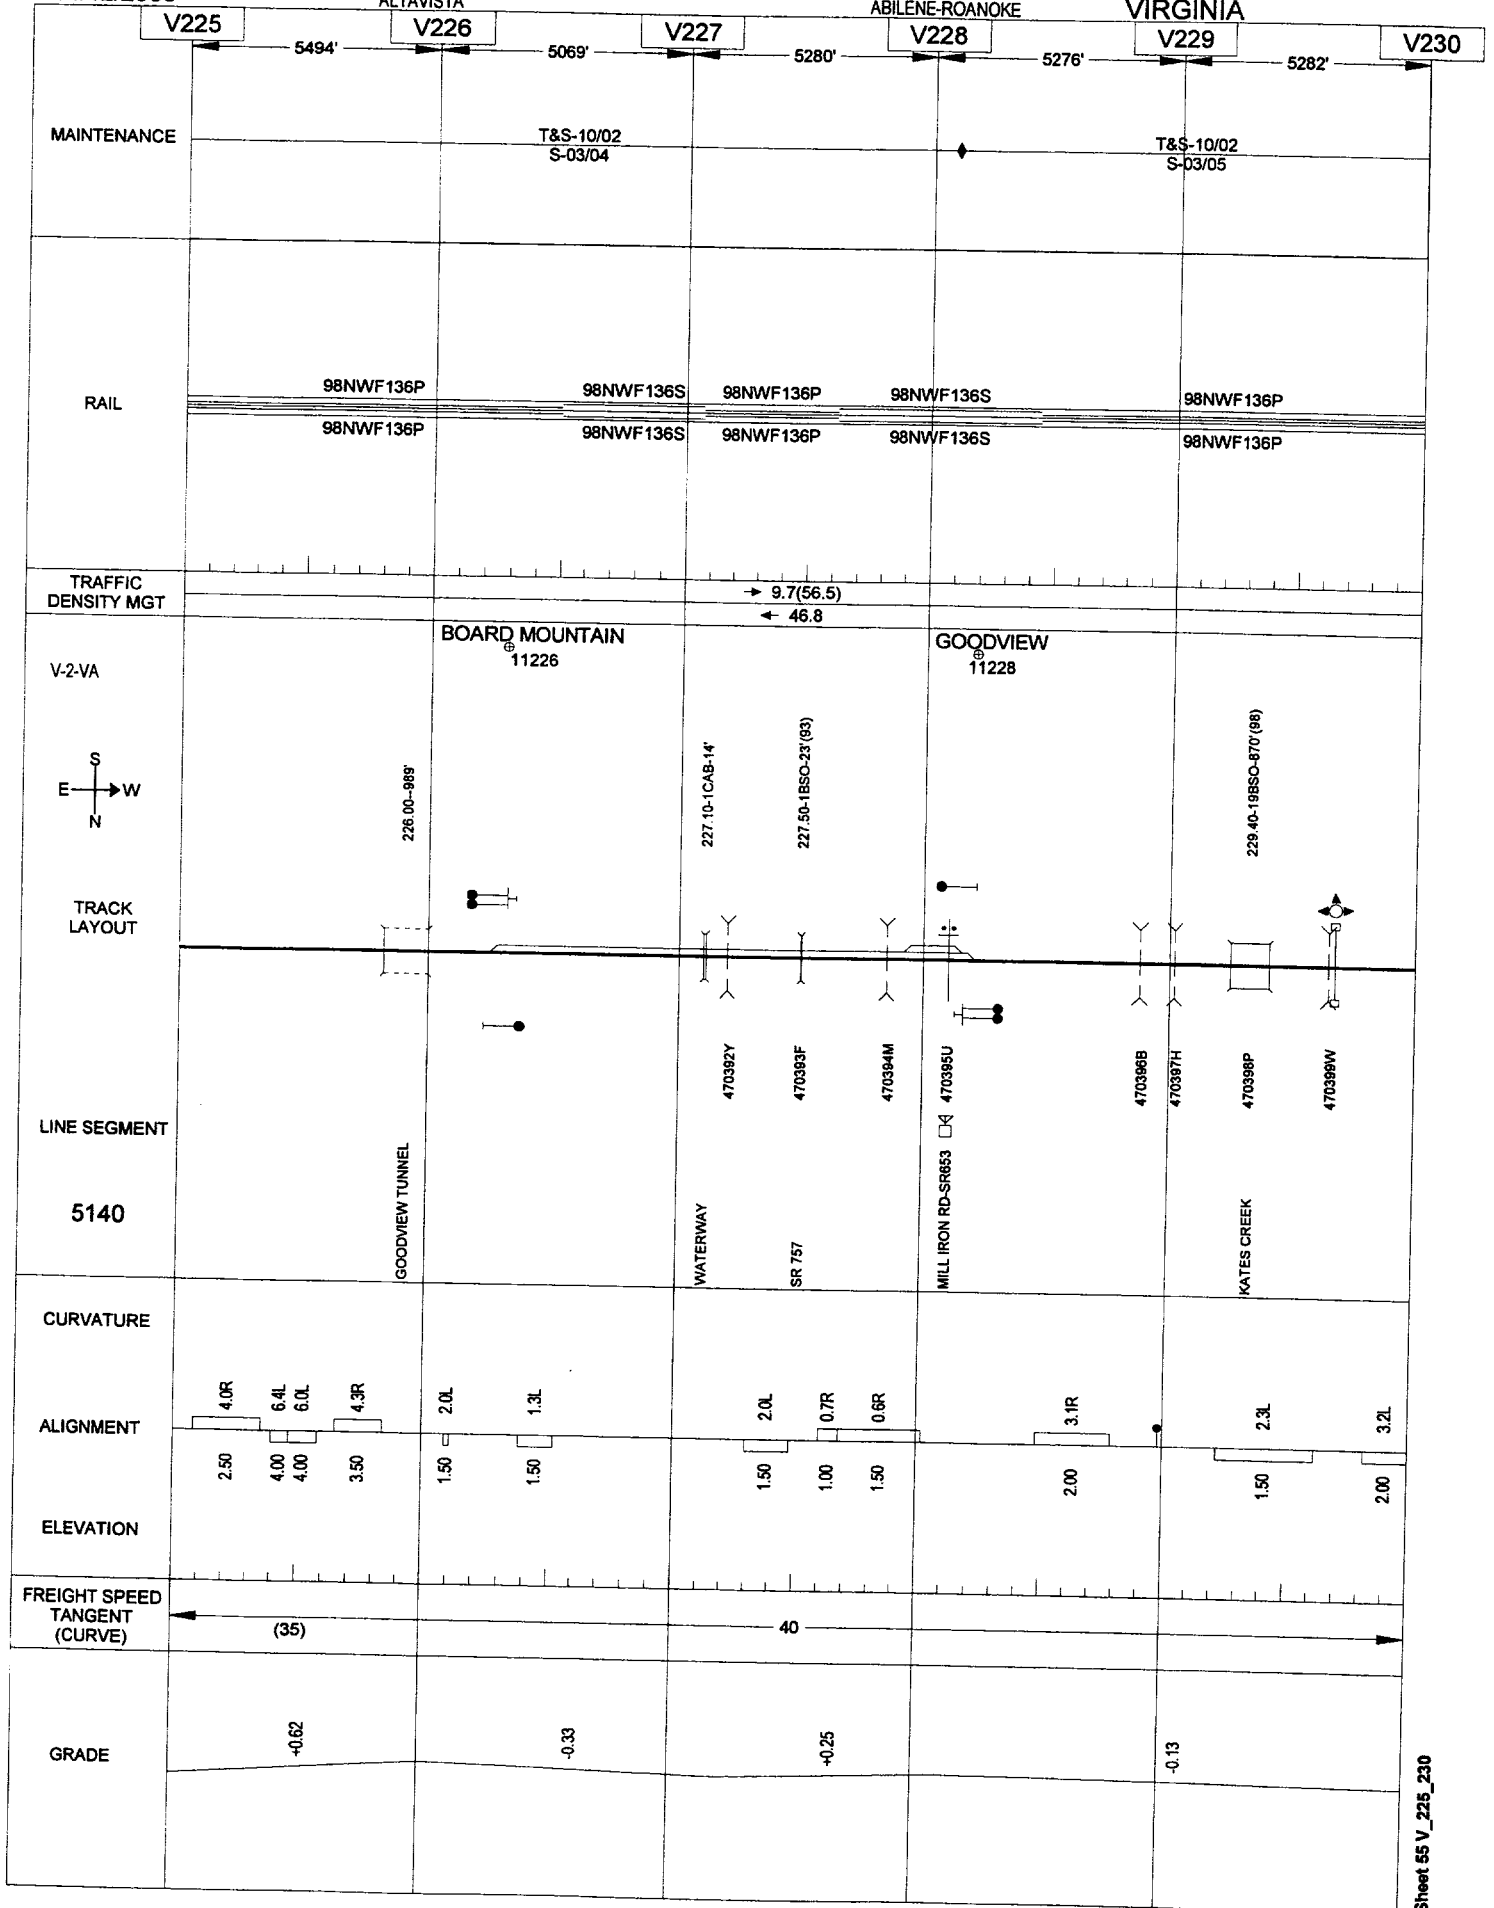 ALTAVISTA
ABILENE-ROANOKE
VIRGINIA
V225
V226
V227
V228
V229
V230
5494'
5069'
5280'
5276'
5282'
MAINTENANCE
T&S-10/02
S-03/04
T&S-10/02
S-03/05
RAIL
98NWF136P
98NWF136S
98NWF136P
98NWF136S
98NWF136P
98NWF136P
98NWF136S
98NWF136P
98NWF136S
98NWF136P
TRAFFIC
DENSITY MGT
9.7(56.5)
46.8
V-2-VA
BOARD MOUNTAIN
11226
GOODVIEW
11228
S
E W
N
226.00--989'
227.10-1CAB-14'
227.50-1BSO-23'(93)
229.40-19BSO-870'(98)
TRACK
LAYOUT
470392Y
470393F
470394M
470395U
470396B
470397H
470398P
470399W
LINE SEGMENT
5140
GOODVIEW TUNNEL
WATERWAY
SR 757
MILL IRON RD-SR653
KATES CREEK
CURVATURE
ALIGNMENT
4.0R
6.4L
6.0L
4.3R
2.0L
1.3L
2.0L
0.7R
0.6R
3.1R
2.3L
3.2L
2.50
4.00
4.00
3.50
1.50
1.50
1.50
1.00
1.50
2.00
1.50
2.00
ELEVATION
FREIGHT SPEED
TANGENT
(CURVE)
(35)
40
GRADE
+0.62
-0.33
+0.25
-0.13
Sheet 55 V_225_230